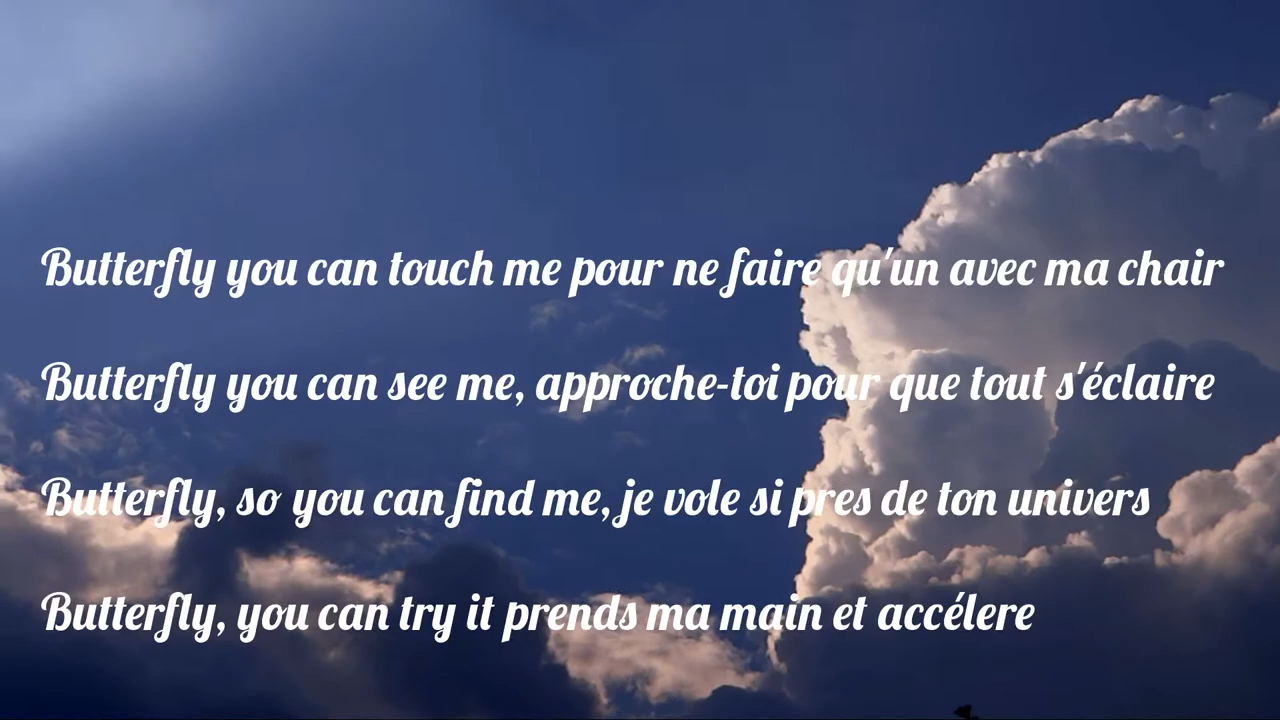 Butterfly you can touch me pour ne faire qu'un avec ma chair
Butterfly you can see me, approche-toi pour que tout s'éclaire
Butterfly, so you can find me, je vole si pres de ton univers
Butterfly, you can try it prends ma main et accélere